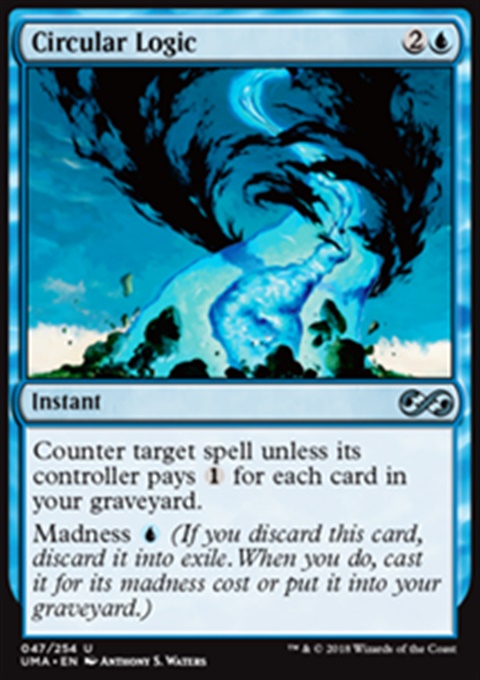 Circular Logic 2
Instant
Counter target spell unless its
controller pays 1 for each card in
your graveyard.
Madness (If you discard this card,
discard it into exile. When you do, cast
it for its madness cost or put it into your
graveyard.)
047/254 U
™ & © 2018 Wizards of the Coast
UMA • EN Anthony S. Waters